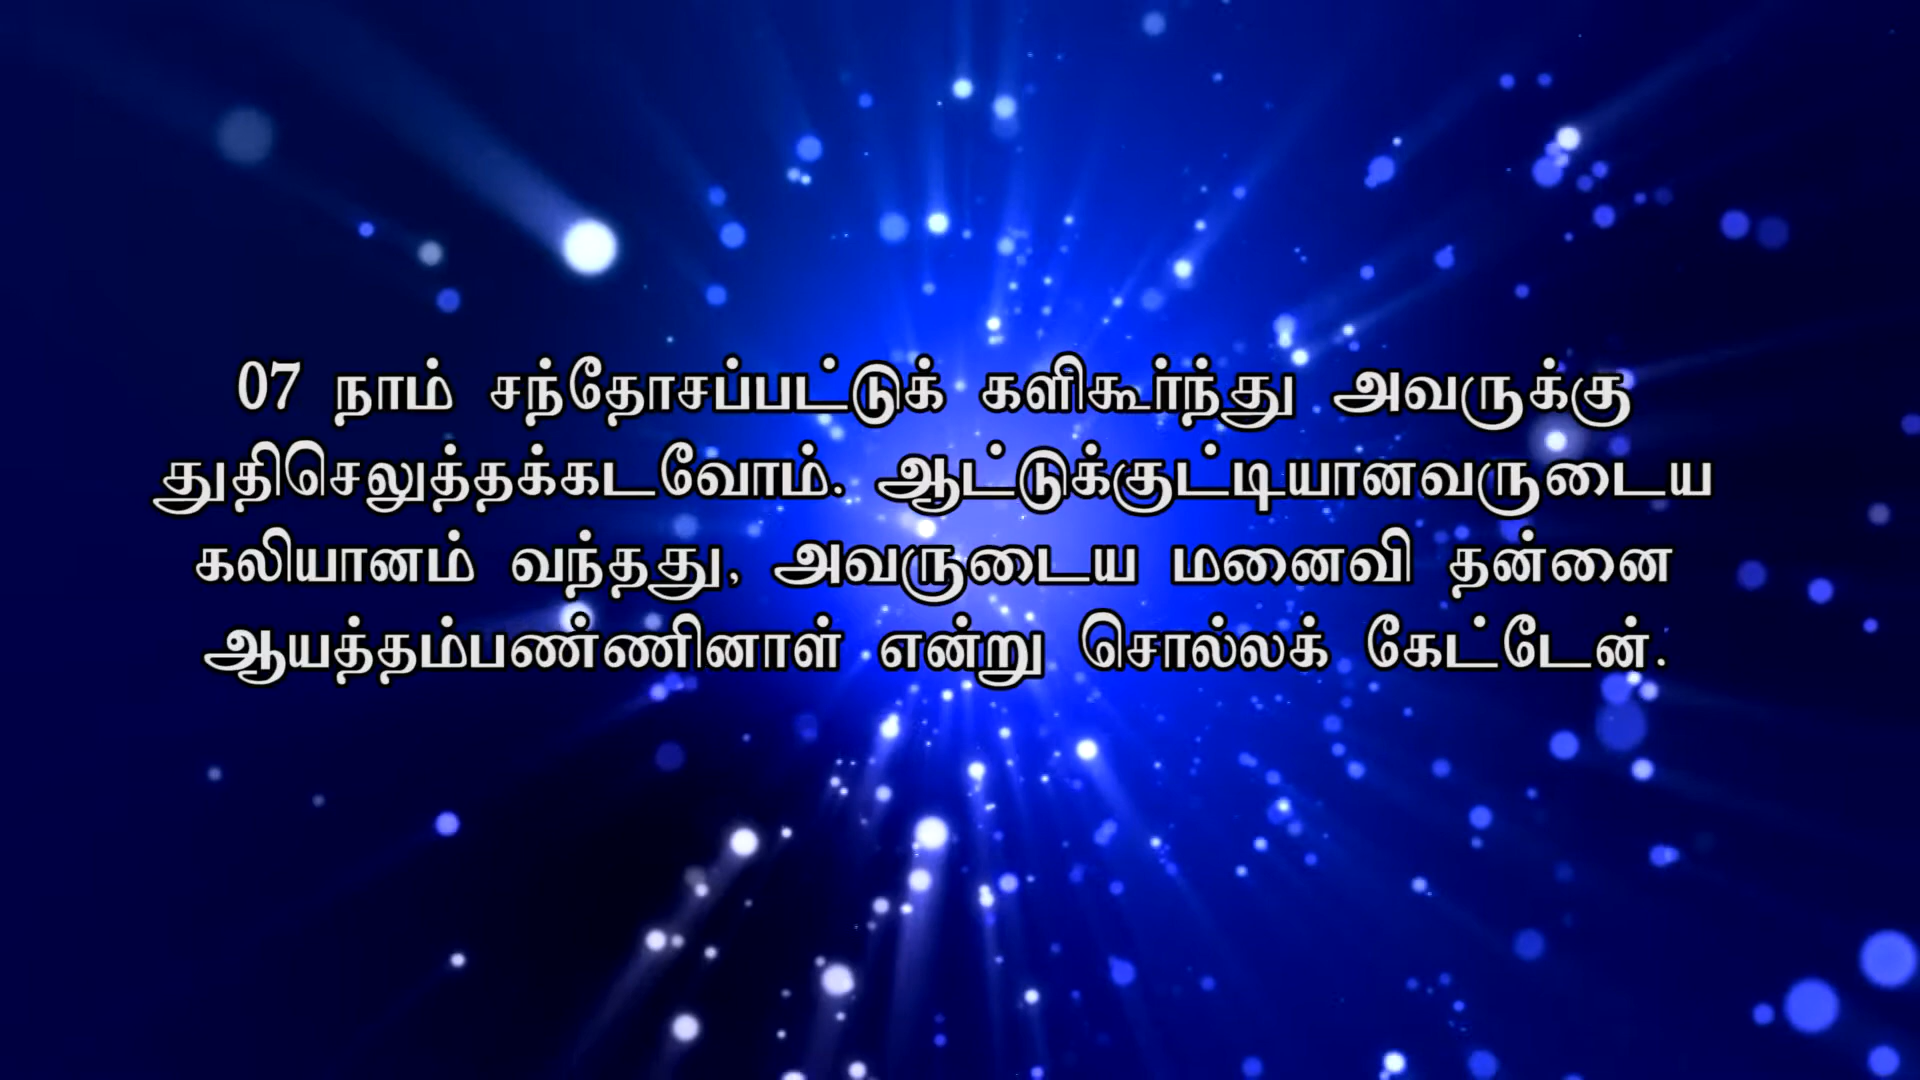 07 நாம் சந்தோசப்பட்டுக் களிகூர்ந்து அவருக்கு
துதிசெலுத்தக்கடவோம். ஆட்டுக்குட்டியானவருடைய
கலியானம் வந்தது, அவருடைய மனைவி தன்னை
ஆயத்தம்பண்ணினாள் என்று சொல்லக் கேட்டேன்.